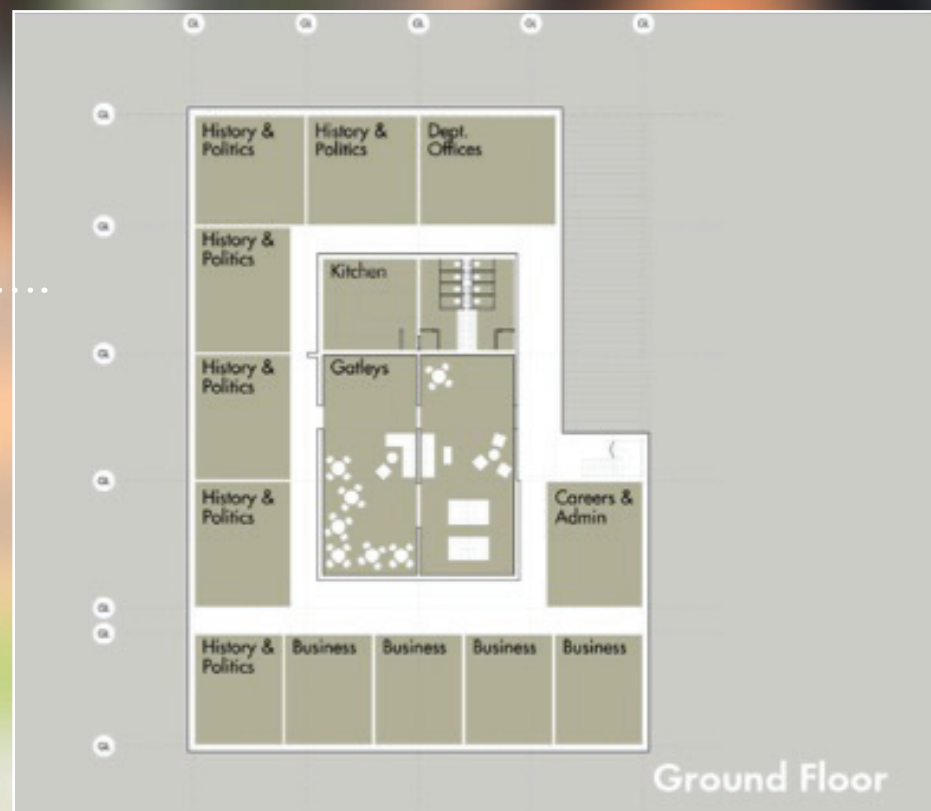 History &
Politics
History &
Politics
Dept.
Offices
History &
Politics
Kitchen
History &
Politics
Gatleys
History &
Politics
Careers &
Admin
History &
Politics
Business
Business
Business
Business
Ground Floor